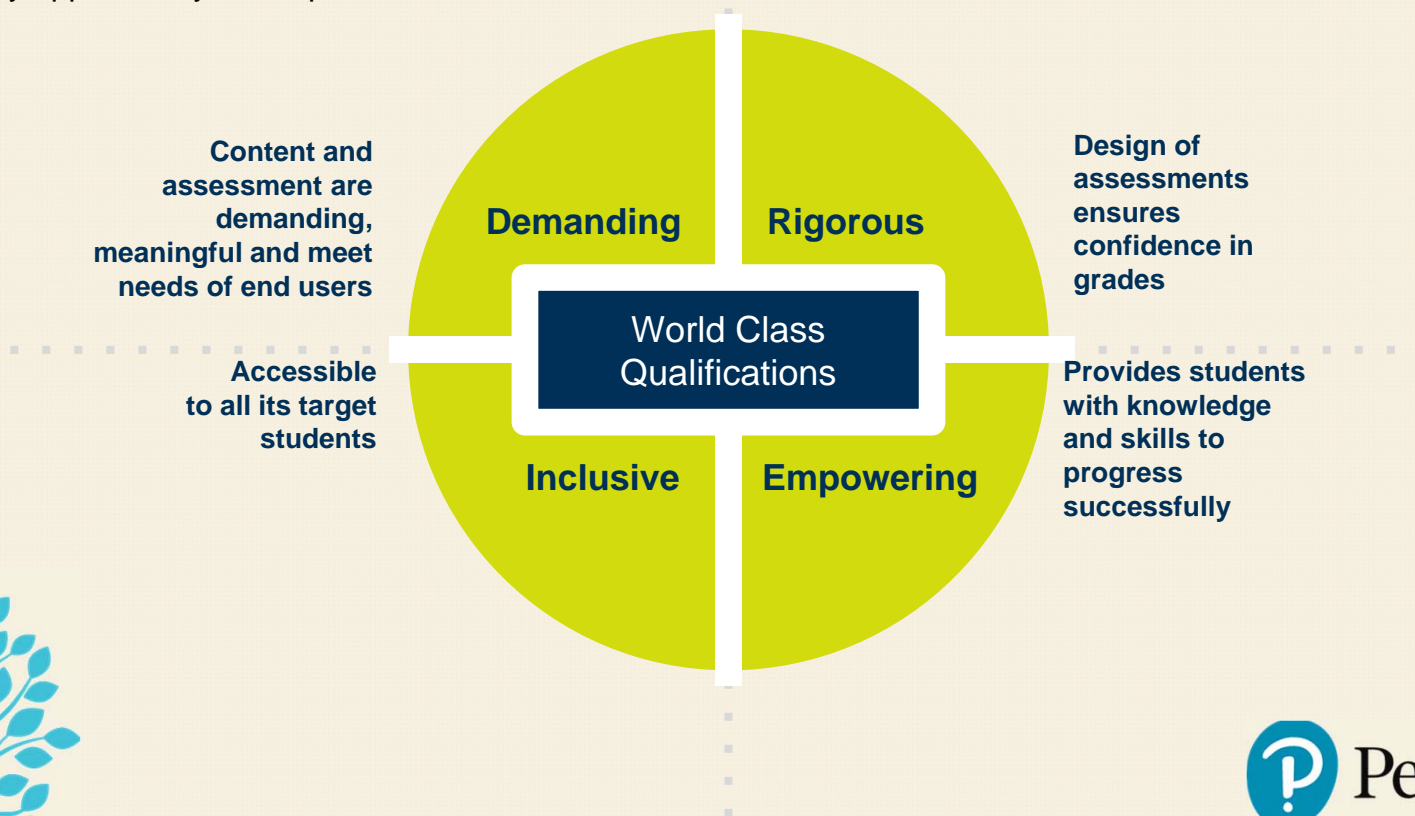 Content and
assessment are
demanding,
meaningful and meet
needs of end users
Demanding
Rigorous
Design of
assessments
ensures
confidence in
grades
World Class
Qualifications
Accessible
to all its target
students
Inclusive
Empowering
Provides students
with knowledge
and skills to
progress
successfully
Pe